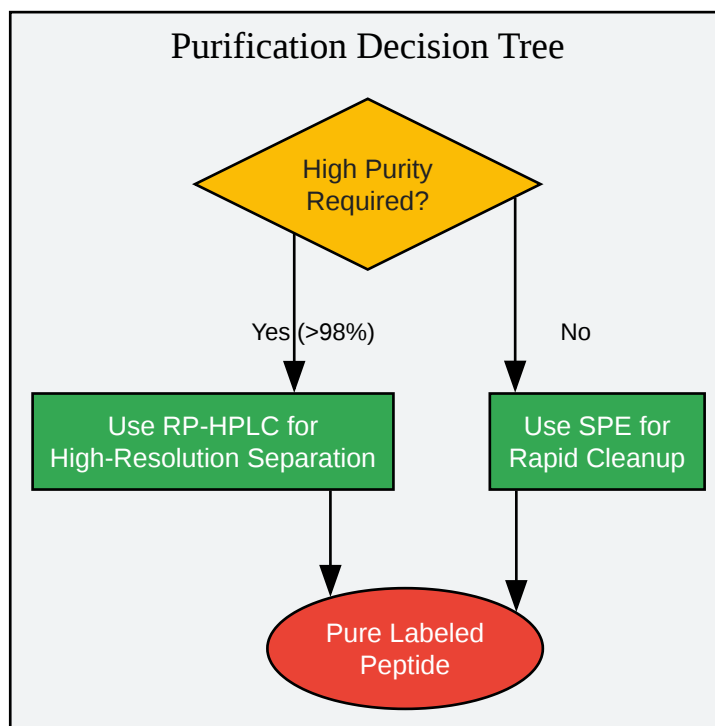 Purification Decision Tree
High Purity
Required?
Yes (>98%)
No
Use RP-HPLC for
High-Resolution Separation
Use SPE for
Rapid Cleanup
Pure Labeled
Peptide